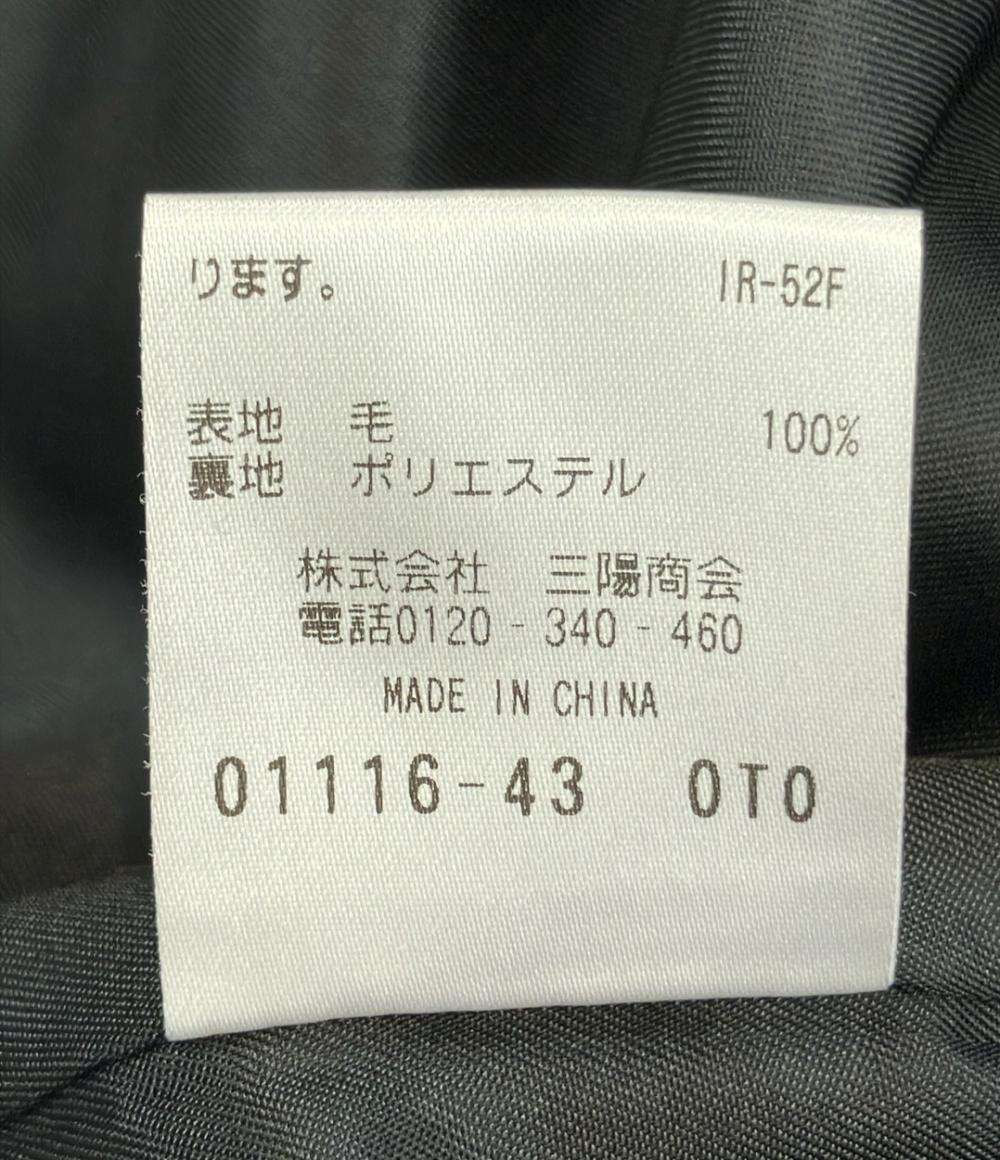 ります。 IR-52F
表地 毛 100%
裏地 ポリエステル
株式会社 三陽商会
電話0120-340-460
MADE IN CHINA
01116-43 0T0